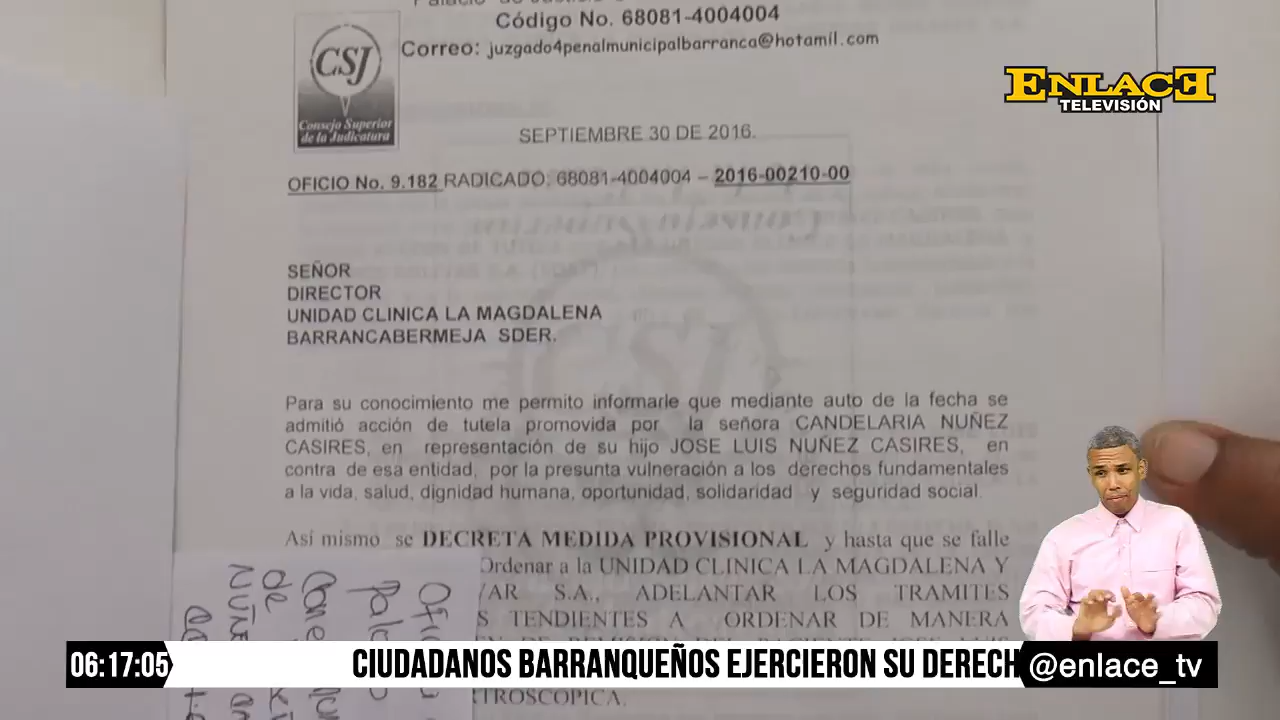 Código No. 68081-4004004
Correo: juzgado4penalmunicipalbarranca@hotamil.com
CSJ
Consejo Superior
de la Judicatura
ENLACE
TELEVISIÓN
SEPTIEMBRE 30 DE 2016.
OFICIO No. 9.182 RADICADO: 68081-4004004 – 2016-00210-00
SEÑOR
DIRECTOR
UNIDAD CLINICA LA MAGDALENA
BARRANCABERMEJA SDER.
Para su conocimiento me permito informarle que mediante auto de la fecha se
admitió acción de tutela promovida por la señora CANDELARIA NUÑEZ
CASIRES, en representación de su hijo JOSE LUIS NUÑEZ CASIRES, en
contra de esa entidad, por la presunta vulneración a los derechos fundamentales
a la vida, salud, dignidad humana, oportunidad, solidaridad y seguridad social.
Así mismo se DECRETA MEDIDA PROVISIONAL y hasta que se falle
Ordenar a la UNIDAD CLINICA LA MAGDALENA Y
S.A., ADELANTAR LOS TRAMITES
TENDIENTES A ORDENAR DE MANERA
06:17:05
CIUDADANOS BARRANQUEÑOS EJERCIERON SU DERECH
@enlace_tv